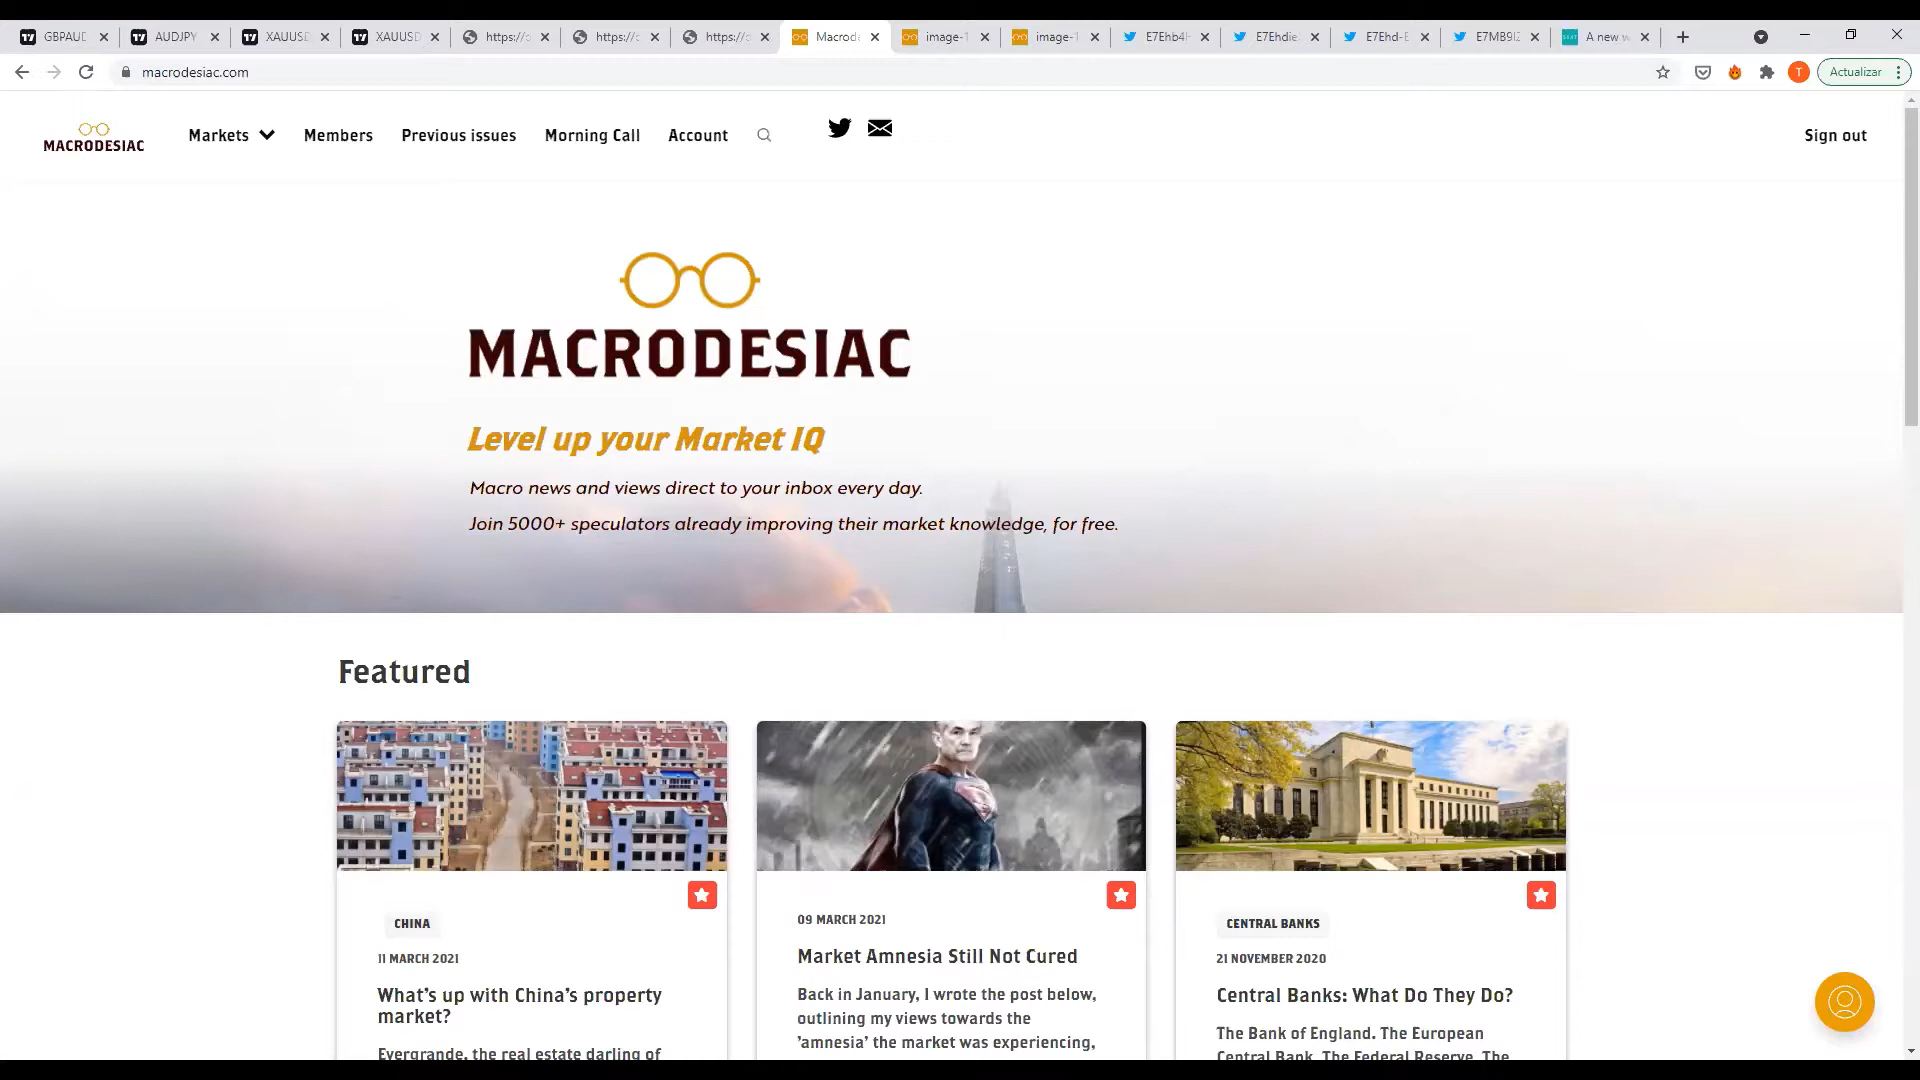 GBPAUD
AUDJPY
XAUUSD
XAUUSD
https://
https://
https://
Macrode
image-1
image-1
E7Ehb4H
E7Ehdie
E7Ehd-E
E7MB9IZ
A new w
macrodesiac.com
T
Actualizar
MACRODESIAC
Markets
Members
Previous issues
Morning Call
Account
Sign out
MACRODESIAC
Level up your Market IQ
Macro news and views direct to your inbox every day.
Join 5000+ speculators already improving their market knowledge, for free.
Featured
CHINA
11 MARCH 2021
What's up with China's property
market?
Evergrande, the real estate darling of
09 MARCH 2021
Market Amnesia Still Not Cured
Back in January, I wrote the post below,
outlining my views towards the
'amnesia' the market was experiencing,
CENTRAL BANKS
21 NOVEMBER 2020
Central Banks: What Do They Do?
The Bank of England. The European
Central Bank. The Federal Reserve. The